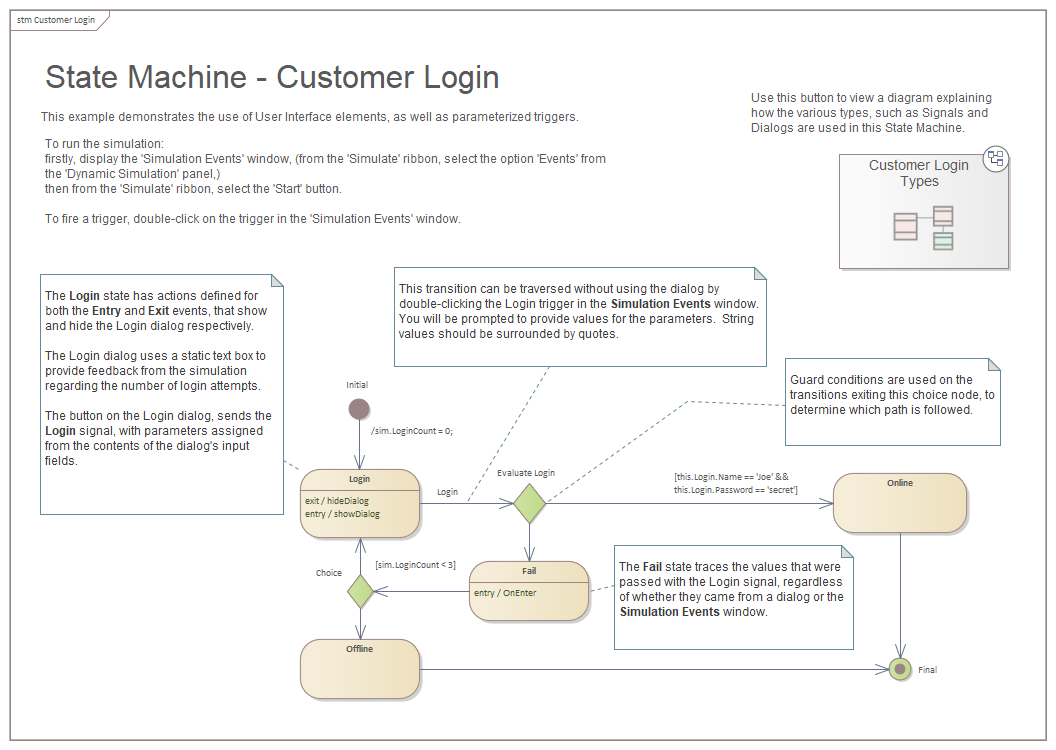 stm Customer Login
State Machine - Customer Login
This example demonstrates the use of User Interface elements, as well as parameterized triggers.
To run the simulation:
firstly, display the 'Simulation Events' window, (from the 'Simulate' ribbon, select the option 'Events' from
the 'Dynamic Simulation' panel,)
then from the 'Simulate' ribbon, select the 'Start' button.
To fire a trigger, double-click on the trigger in the 'Simulation Events' window.
Use this button to view a diagram explaining
how the various types, such as Signals and
Dialogs are used in this State Machine.
Customer Login
Types
The Login state has actions defined for
both the Entry and Exit events, that show
and hide the Login dialog respectively.
The Login dialog uses a static text box to
provide feedback from the simulation
regarding the number of login attempts.
The button on the Login dialog, sends the
Login signal, with parameters assigned
from the contents of the dialog's input
fields.
This transition can be traversed without using the dialog by
double-clicking the Login trigger in the Simulation Events window.
You will be prompted to provide values for the parameters.  String
values should be surrounded by quotes.
Guard conditions are used on the
transitions exiting this choice node, to
determine which path is followed.
Initial
/sim.LoginCount = 0;
Login
exit / hideDialog
entry / showDialog
Login
Evaluate Login
[this.Login.Name == 'Joe' &&
this.Login.Password == 'secret']
Online
Choice
[sim.LoginCount < 3]
Fail
entry / OnEnter
The Fail state traces the values that were
passed with the Login signal, regardless
of whether they came from a dialog or the
Simulation Events window.
Offline
Final